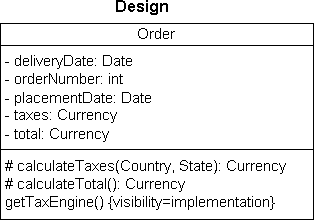 Design
Order
- deliveryDate: Date
- orderNumber: int
- placementDate: Date
- taxes: Currency
- total: Currency
# calculateTaxes(Country, State): Currency
# calculateTotal(): Currency
getTaxEngine() {visibility=implementation}